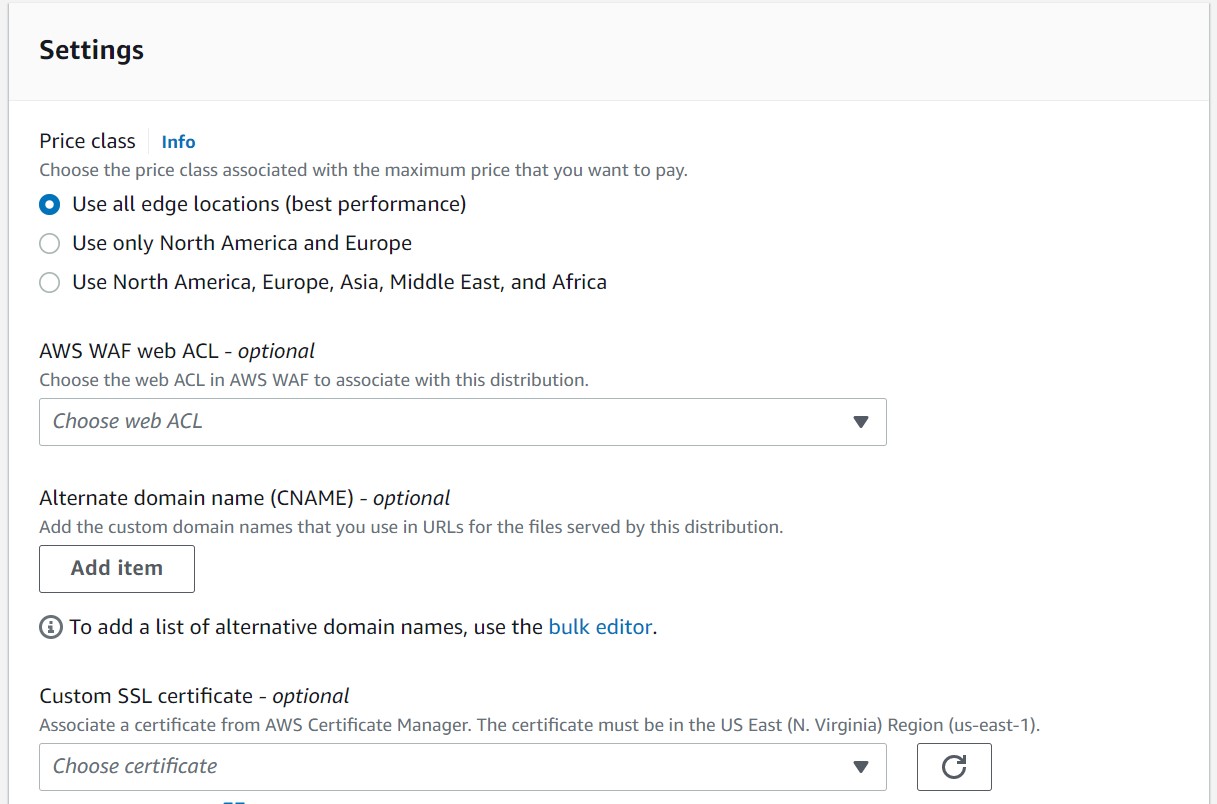 Settings
Price class Info
Choose the price class associated with the maximum price that you want to pay.
Use all edge locations (best performance)
Use only North America and Europe
Use North America, Europe, Asia, Middle East, and Africa
AWS WAF web ACL - optional
Choose the web ACL in AWS WAF to associate with this distribution.
Choose web ACL
Alternate domain name (CNAME) - optional
Add the custom domain names that you use in URLs for the files served by this distribution.
Add item
To add a list of alternative domain names, use the bulk editor.
Custom SSL certificate - optional
Associate a certificate from AWS Certificate Manager. The certificate must be in the US East (N. Virginia) Region (us-east-1).
Choose certificate